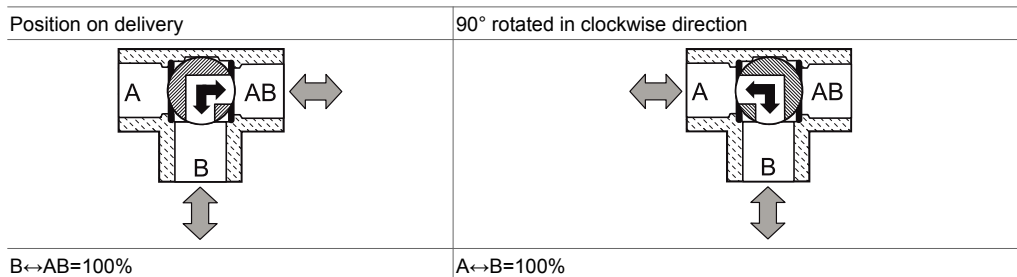 Position on delivery
90° rotated in clockwise direction
A
AB
B
A
AB
B
B↔AB=100%
A↔B=100%